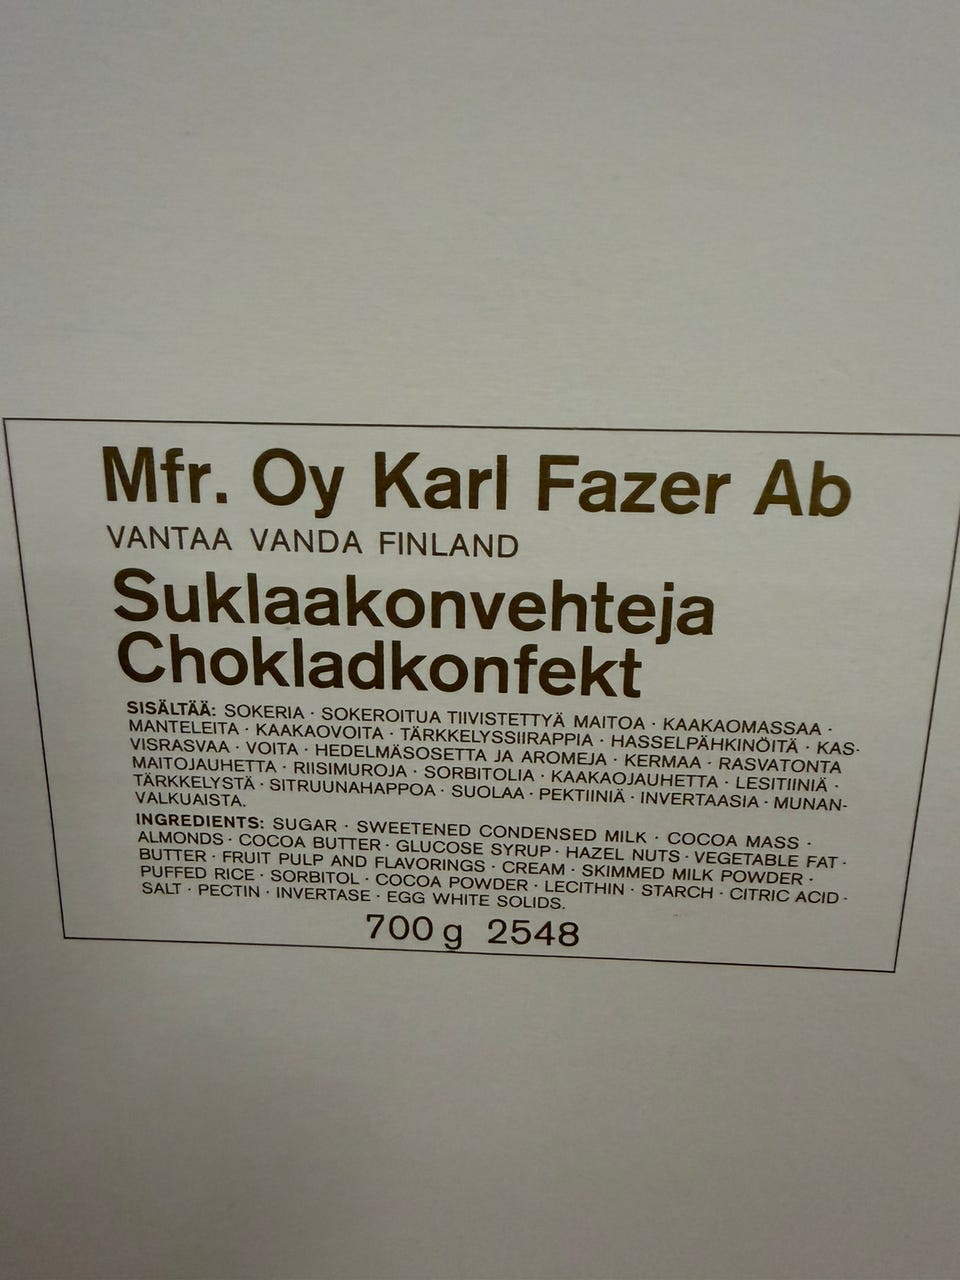 Mfr. Oy Karl Fazer Ab
VANTAA VANDA FINLAND
Suklaakonvehteja
Chokladkonfekt
SISÄLTÄÄ: SOKERIA · SOKEROITUA TIIVISTETTYÄ MAITOA · KAAKAOMASSAA ·
MANTELEITA · KAAKAOVOITA · TÄRKKELYSSIIRAPPIA · HASSELPÄHKINÖITÄ · KAS-
VISRASVAA · VOITA · HEDELMÄSOSETTA JA AROMEJA · KERMAA · RASVATONTA
MAITOJAUHETTA · RIISIMUROJA · SORBITOLIA · KAAKAOJAUHETTA · LESITIINIÄ ·
TÄRKKELYSTÄ · SITRUUNAHAPPOA · SUOLAA · PEKTIINIÄ · INVERTAASIA · MUNAN-
VALKUAISTA.
INGREDIENTS: SUGAR · SWEETENED CONDENSED MILK · COCOA MASS ·
ALMONDS · COCOA BUTTER · GLUCOSE SYRUP · HAZEL NUTS · VEGETABLE FAT ·
BUTTER · FRUIT PULP AND FLAVORINGS · CREAM · SKIMMED MILK POWDER ·
PUFFED RICE · SORBITOL · COCOA POWDER · LECITHIN · STARCH · CITRIC ACID ·
SALT · PECTIN · INVERTASE · EGG WHITE SOLIDS.
700 g 2548